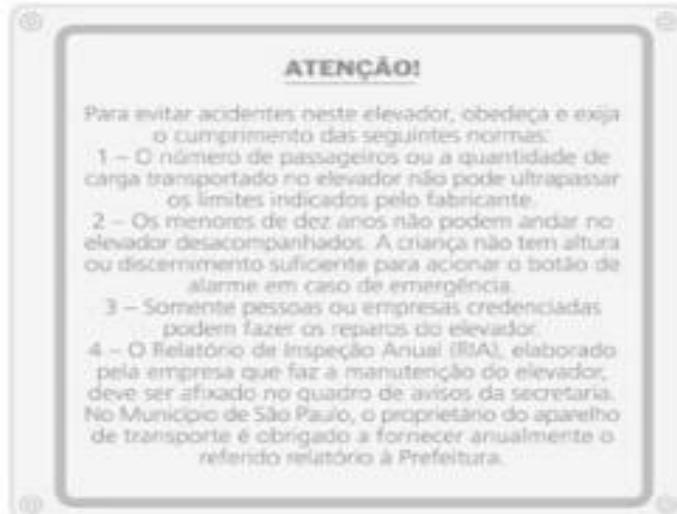 ATENÇÃO!
Para evitar acidentes neste elevador, obedeça e exija
o cumprimento das seguintes normas:
1 – O número de passageiros ou a quantidade de
carga transportado no elevador não pode ultrapassar
os limites indicados pelo fabricante.
2 – Os menores de dez anos não podem andar no
elevador desacompanhados. A criança não tem altura
ou discernimento suficiente para acionar o botão de
alarme em caso de emergência.
3 – Somente pessoas ou empresas credenciadas
podem fazer os reparos do elevador.
4 – O Relatório de Inspeção Anual (RIA), elaborado
pela empresa que faz a manutenção do elevador,
deve ser afixado no quadro de avisos da secretaria.
No Município de São Paulo, o proprietário do aparelho
de transporte é obrigado a fornecer anualmente o
referido relatório à Prefeitura.